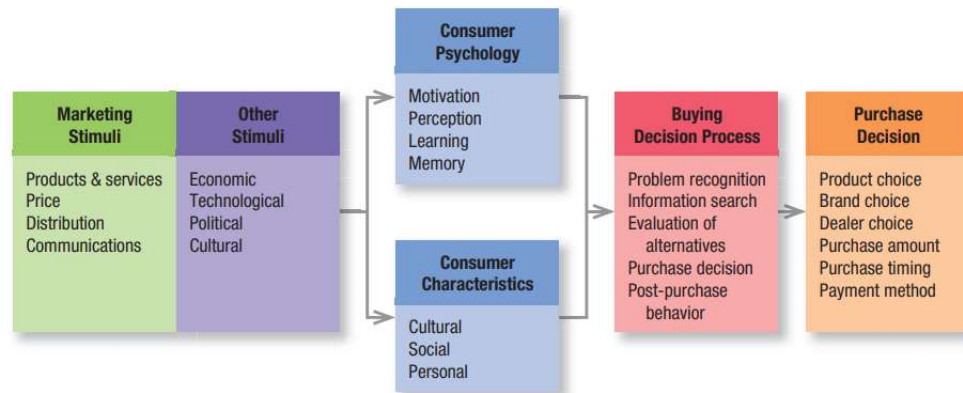 Marketing
Stimuli
Products & services
Price
Distribution
Communications
Other
Stimuli
Economic
Technological
Political
Cultural
Consumer
Psychology
Motivation
Perception
Learning
Memory
Consumer
Characteristics
Cultural
Social
Personal
Buying
Decision Process
Problem recognition
Information search
Evaluation of
alternatives
Purchase decision
Post-purchase
behavior
Purchase
Decision
Product choice
Brand choice
Dealer choice
Purchase amount
Purchase timing
Payment method